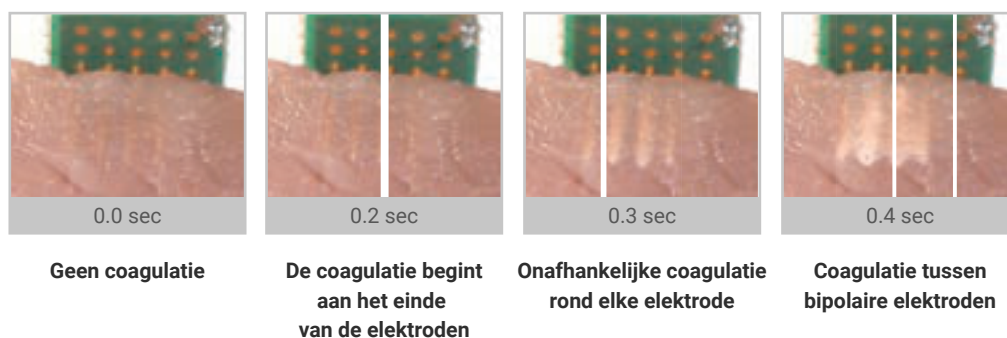 0.0 sec
0.2 sec
0.3 sec
0.4 sec
Geen coagulatie
De coagulatie begint
aan het einde
van de elektroden
Onafhankelijke coagulatie
rond elke elektrode
Coagulatie tussen
bipolaire elektroden